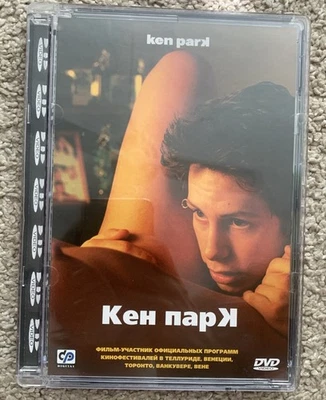 ken park
Кен парК
ФИЛЬМ-УЧАСТНИК ОФИЦИАЛЬНЫХ ПРОГРАММ
КИНОФЕСТИВАЛЕЙ В ТЕЛЛУРИДЕ, ВЕНЕЦИИ,
ТОРОНТО, ВАНКУВЕРЕ, ВЕНЕ
DVD